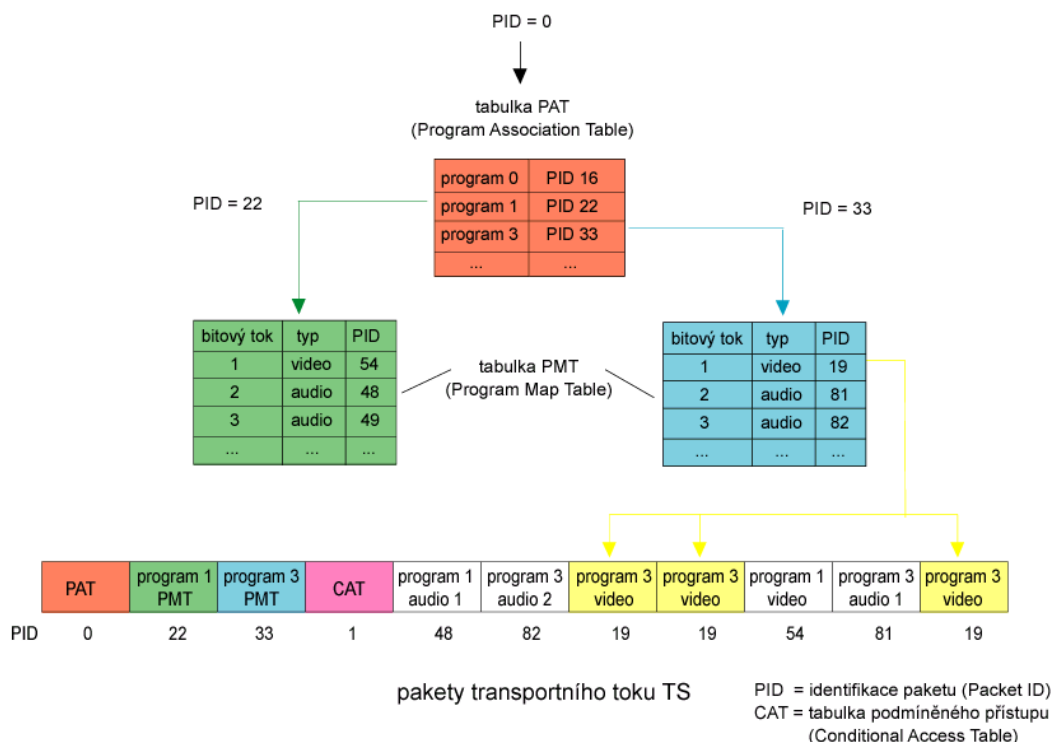 PID = 0
tabulka PAT
(Program Association Table)
program 0 PID 16
program 1 PID 22
program 3 PID 33
... ...
PID = 22
PID = 33
bitový tok typ PID
1 video 54
2 audio 48
3 audio 49
... ... ...
tabulka PMT
(Program Map Table)
bitový tok typ PID
1 video 19
2 audio 81
3 audio 82
... ... ...
PAT
program 1
PMT
program 3
PMT
CAT
program 1
audio 1
program 3
audio 2
program 3
video
program 3
video
program 1
video
program 3
audio 1
program 3
video
PID 0 22 33 1 48 82 19 19 54 81 19
pakety transportního toku TS
PID = identifikace paketu (Packet ID)
CAT = tabulka podmíněného přístupu
(Conditional Access Table)